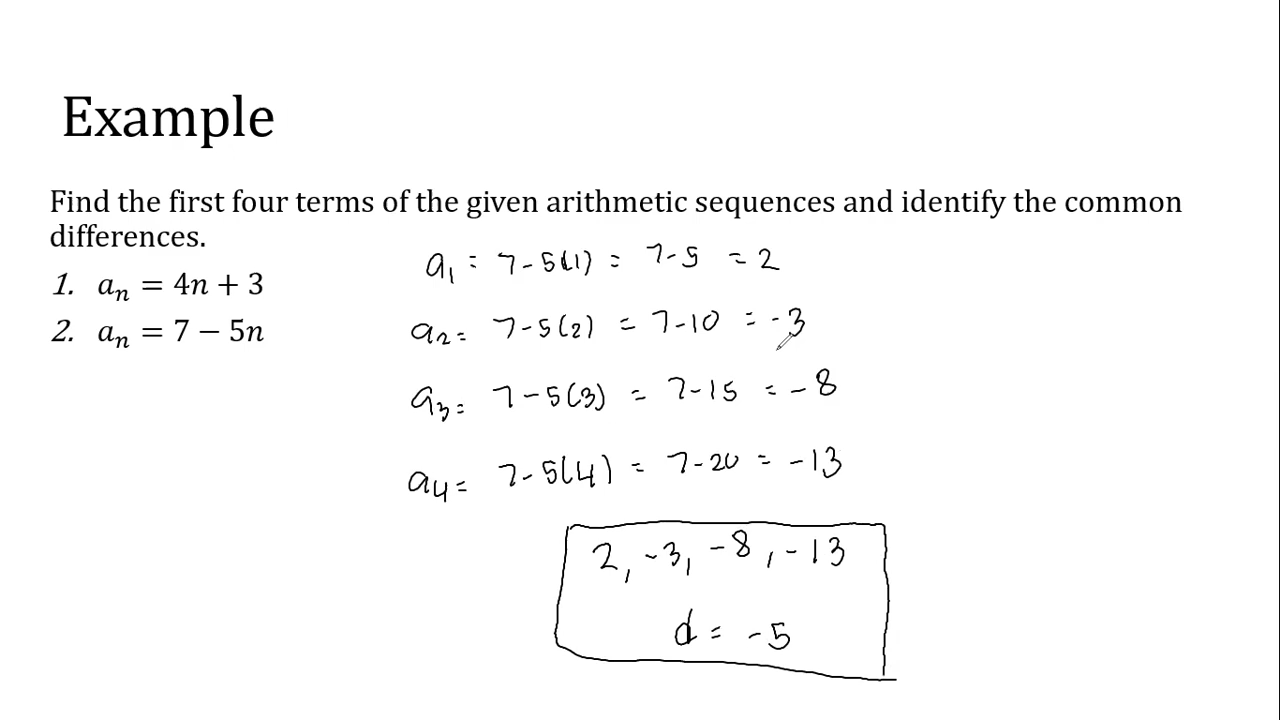 Example
Find the first four terms of the given arithmetic sequences and identify the common
differences.
1. aₙ = 4n + 3
2. aₙ = 7 − 5n
a₁ = 7 - 5(1) = 7 - 5 = 2
a₂ = 7 - 5(2) = 7 - 10 = -3
a₃ = 7 - 5(3) = 7 - 15 = -8
a₄ = 7 - 5(4) = 7 - 20 = -13
2, -3, -8, -13
d = -5